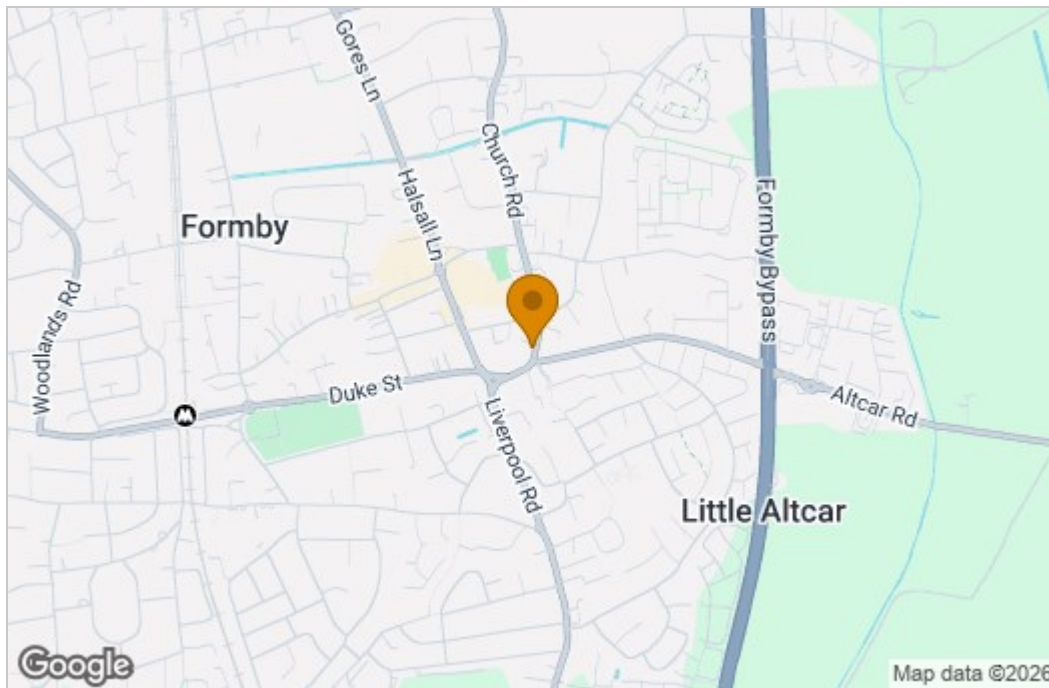 Gores Ln
Church Rd
Halsall Ln
Formby
Formby Bypass
Woodlands Rd
Duke St
Altcar Rd
Liverpool Rd
Little Altcar
Google
Map data ©2026